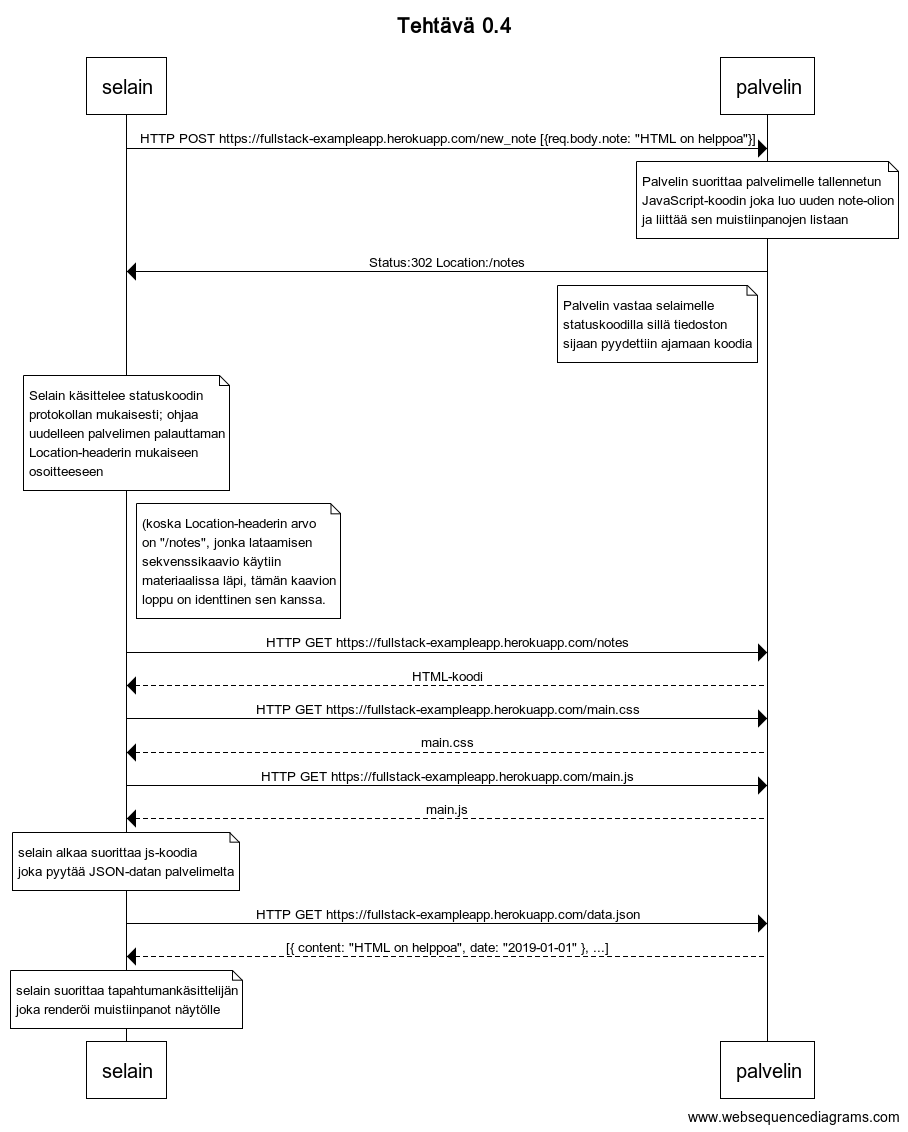 Tehtävä 0.4
selain
palvelin
HTTP POST https://fullstack-exampleapp.herokuapp.com/new_note [{req.body.note: "HTML on helppoa"}]
Palvelin suorittaa palvelimelle tallennetun
JavaScript-koodin joka luo uuden note-olion
ja liittää sen muistiinpanojen listaan
Status:302 Location:/notes
Palvelin vastaa selaimelle
statuskoodilla sillä tiedoston
sijaan pyydettiin ajamaan koodia
Selain käsittelee statuskoodin
protokollan mukaisesti; ohjaa
uudelleen palvelimen palauttaman
Location-headerin mukaiseen
osoitteeseen
(koska Location-headerin arvo
on "/notes", jonka lataamisen
sekvenssikaavio käytiin
materiaalissa läpi, tämän kaavion
loppu on identtinen sen kanssa.
HTTP GET https://fullstack-exampleapp.herokuapp.com/notes
HTML-koodi
HTTP GET https://fullstack-exampleapp.herokuapp.com/main.css
main.css
HTTP GET https://fullstack-exampleapp.herokuapp.com/main.js
main.js
selain alkaa suorittaa js-koodia
joka pyytää JSON-datan palvelimelta
HTTP GET https://fullstack-exampleapp.herokuapp.com/data.json
[{ content: "HTML on helppoa", date: "2019-01-01" }, ...]
selain suorittaa tapahtumankäsittelijän
joka renderöi muistiinpanot näytölle
selain
palvelin
www.websequencediagrams.com